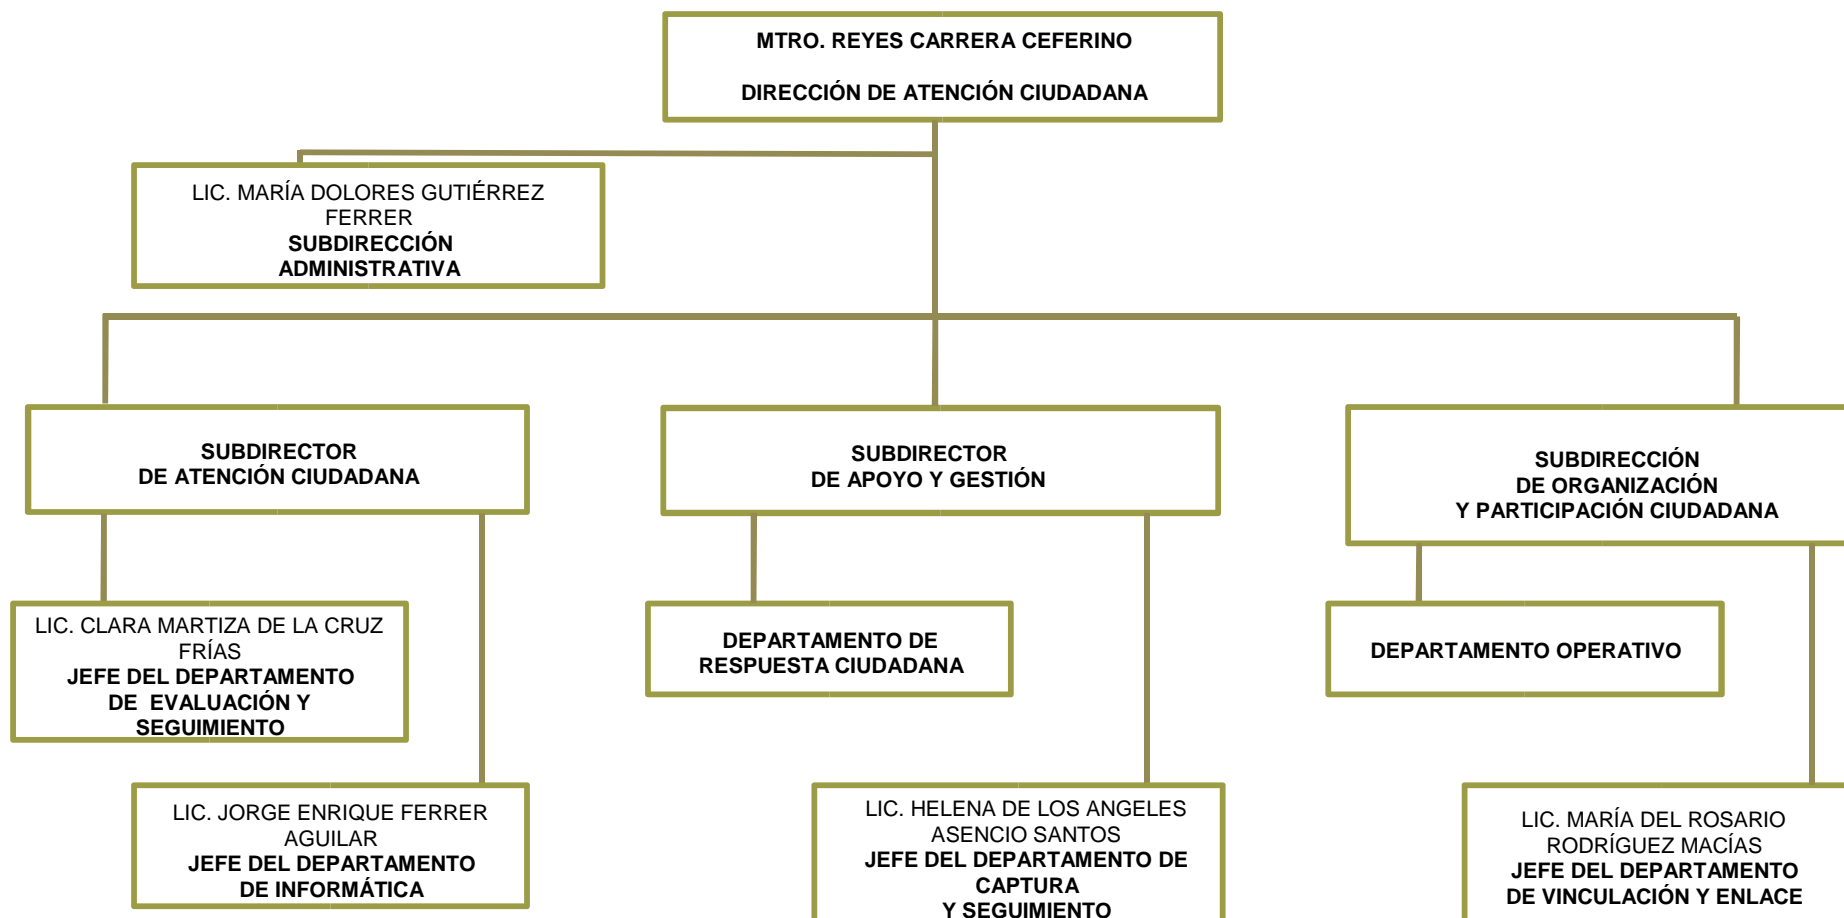 MTRO. REYES CARRERA CEFERINO
DIRECCIÓN DE ATENCIÓN CIUDADANA
LIC. MARÍA DOLORES GUTIÉRREZ
FERRER
SUBDIRECCIÓN
ADMINISTRATIVA
SUBDIRECTOR
DE ATENCIÓN CIUDADANA
SUBDIRECTOR
DE APOYO Y GESTIÓN
SUBDIRECCIÓN
DE ORGANIZACIÓN
Y PARTICIPACIÓN CIUDADANA
LIC. CLARA MARTIZA DE LA CRUZ
FRÍAS
JEFE DEL DEPARTAMENTO
DE EVALUACIÓN Y
SEGUIMIENTO
DEPARTAMENTO DE
RESPUESTA CIUDADANA
DEPARTAMENTO OPERATIVO
LIC. JORGE ENRIQUE FERRER
AGUILAR
JEFE DEL DEPARTAMENTO
DE INFORMÁTICA
LIC. HELENA DE LOS ANGELES
ASENCIO SANTOS
JEFE DEL DEPARTAMENTO DE
CAPTURA
Y SEGUIMIENTO
LIC. MARÍA DEL ROSARIO
RODRÍGUEZ MACÍAS
JEFE DEL DEPARTAMENTO
DE VINCULACIÓN Y ENLACE